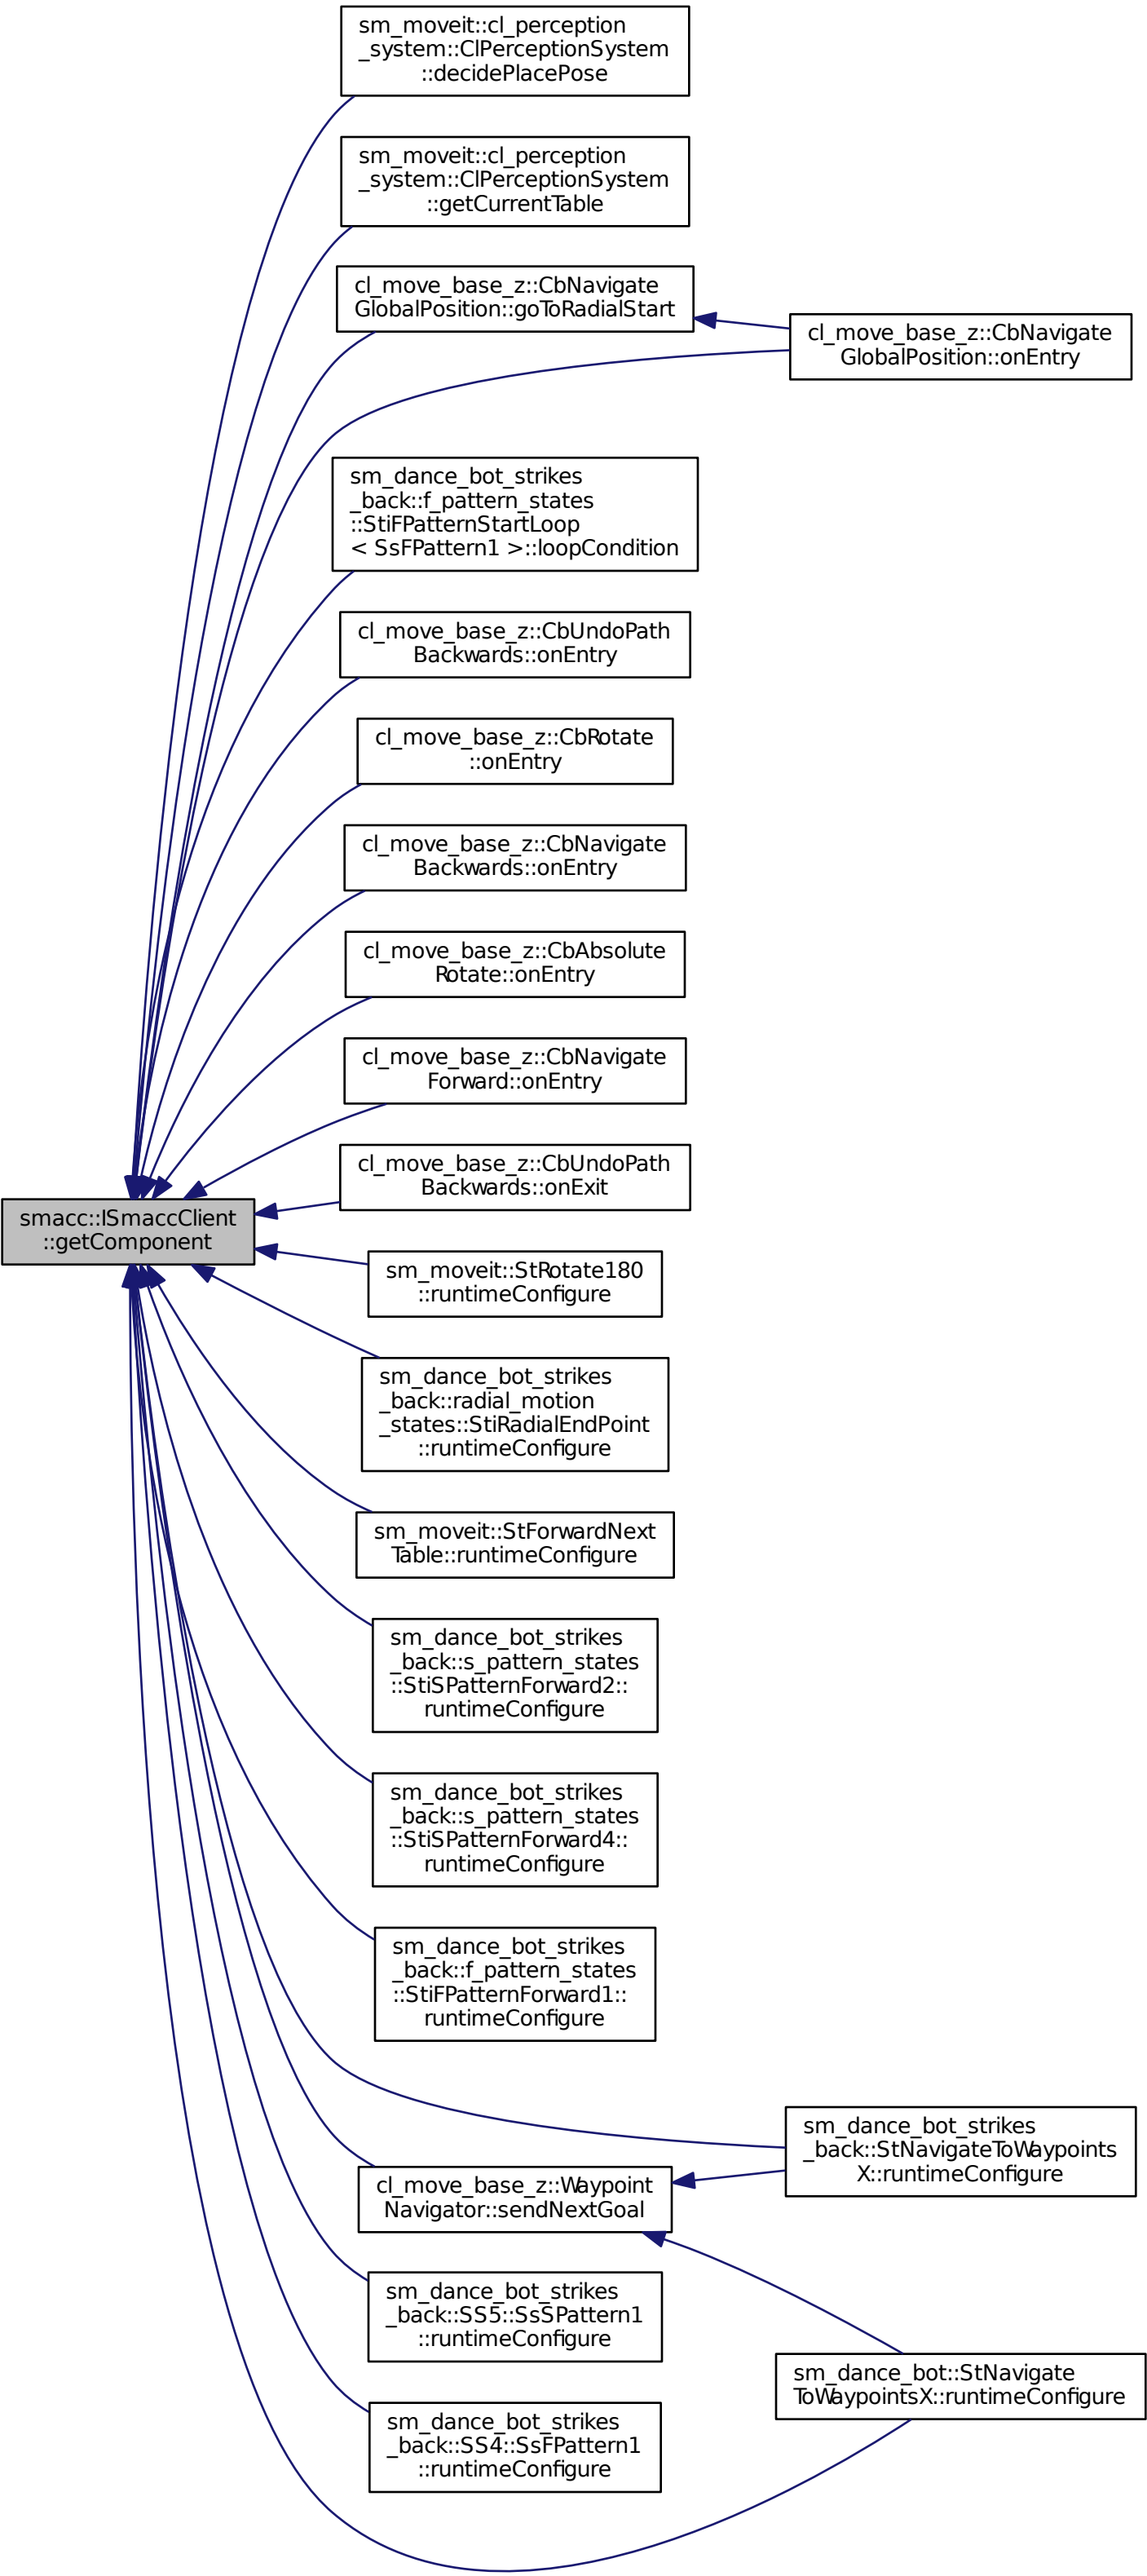 sm_moveit::cl_perception
_system::ClPerceptionSystem
::decidePlacePose
sm_moveit::cl_perception
_system::ClPerceptionSystem
::getCurrentTable
cl_move_base_z::CbNavigate
GlobalPosition::goToRadialStart
cl_move_base_z::CbNavigate
GlobalPosition::onEntry
sm_dance_bot_strikes
_back::f_pattern_states
::StiFPatternStartLoop
< SsFPattern1 >::loopCondition
cl_move_base_z::CbUndoPath
Backwards::onEntry
cl_move_base_z::CbRotate
::onEntry
cl_move_base_z::CbNavigate
Backwards::onEntry
cl_move_base_z::CbAbsolute
Rotate::onEntry
cl_move_base_z::CbNavigate
Forward::onEntry
cl_move_base_z::CbUndoPath
Backwards::onExit
smacc::ISmaccClient
::getComponent
sm_moveit::StRotate180
::runtimeConfigure
sm_dance_bot_strikes
_back::radial_motion
_states::StiRadialEndPoint
::runtimeConfigure
sm_moveit::StForwardNext
Table::runtimeConfigure
sm_dance_bot_strikes
_back::s_pattern_states
::StiSPatternForward2::
runtimeConfigure
sm_dance_bot_strikes
_back::s_pattern_states
::StiSPatternForward4::
runtimeConfigure
sm_dance_bot_strikes
_back::f_pattern_states
::StiFPatternForward1::
runtimeConfigure
sm_dance_bot_strikes
_back::StNavigateToWaypoints
X::runtimeConfigure
cl_move_base_z::Waypoint
Navigator::sendNextGoal
sm_dance_bot_strikes
_back::SS5::SsSPattern1
::runtimeConfigure
sm_dance_bot::StNavigate
ToWaypointsX::runtimeConfigure
sm_dance_bot_strikes
_back::SS4::SsFPattern1
::runtimeConfigure